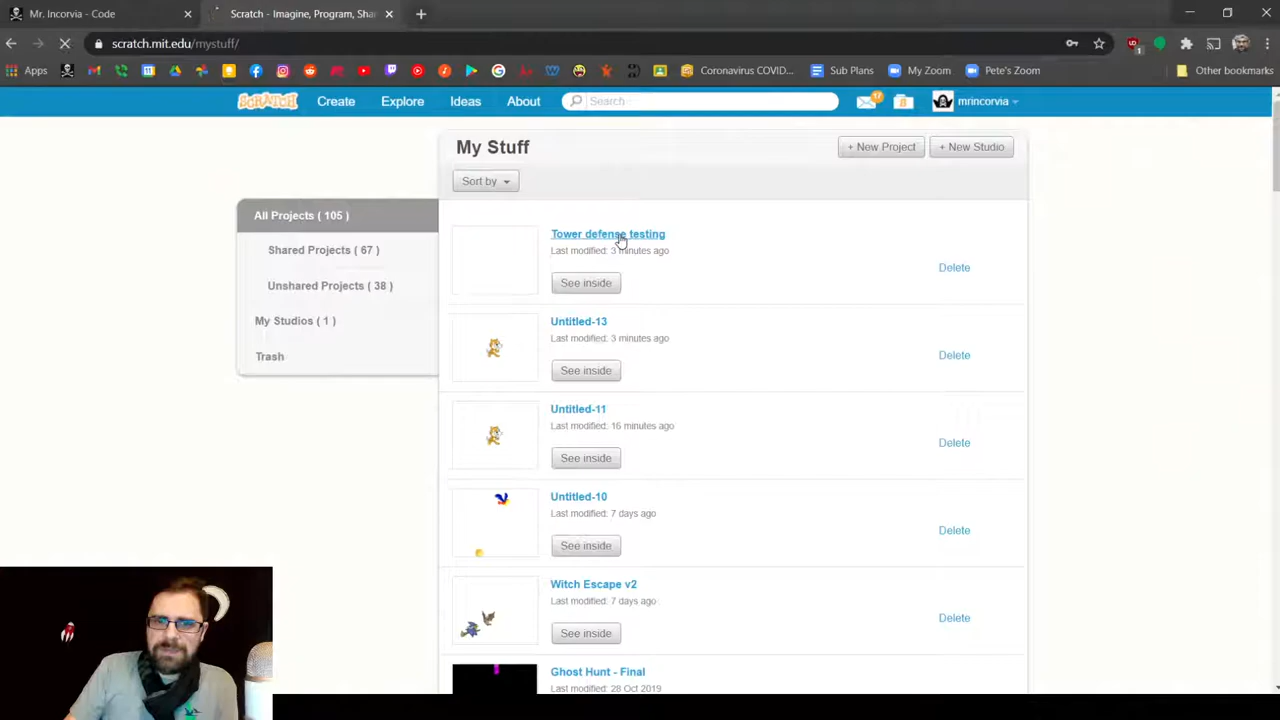 Mr. Incorvia - Code
Scratch - Imagine, Program, Sha
scratch.mit.edu/mystuff/
1
Apps
Coronavirus COVID...
Sub Plans
My Zoom
Pete's Zoom
Other bookmarks
SCRATCH
Create
Explore
Ideas
About
Search
17
mrincorvia
My Stuff
+ New Project
+ New Studio
Sort by
All Projects ( 105 )
Shared Projects ( 67 )
Unshared Projects ( 38 )
My Studios ( 1 )
Trash
Tower defense testing
Last modified: 3 minutes ago
See inside
Delete
Untitled-13
Last modified: 3 minutes ago
See inside
Delete
Untitled-11
Last modified: 16 minutes ago
See inside
Delete
Untitled-10
Last modified: 7 days ago
See inside
Delete
Witch Escape v2
Last modified: 7 days ago
See inside
Delete
Ghost Hunt - Final
Last modified: 28 Oct 2019